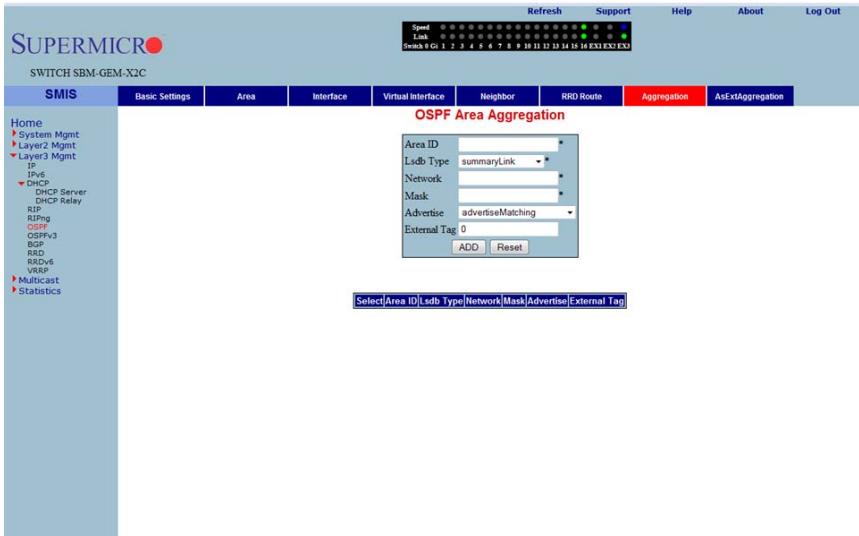 Refresh Support Help About Log Out
SUPERMICRO
Speed
Link
Switch 0 Gi 1 2 3 4 5 6 7 8 9 10 11 12 13 14 15 16 EX1 EX2 EX3
SWITCH SBM-GEM-X2C
SMIS
Basic Settings Area Interface Virtual Interface Neighbor RRD Route Aggregation AsExtAggregation
Home
System Mgmt
Layer2 Mgmt
Layer3 Mgmt
IP
IPv6
DHCP
DHCP Server
DHCP Relay
RIP
RIPng
OSPF
OSPFv3
BGP
RRD
RRDv6
VRRP
Multicast
Statistics
OSPF Area Aggregation
Area ID *
Lsdb Type summaryLink *
Network *
Mask *
Advertise advertiseMatching
External Tag 0
ADD Reset
Select Area ID Lsdb Type Network Mask Advertise External Tag